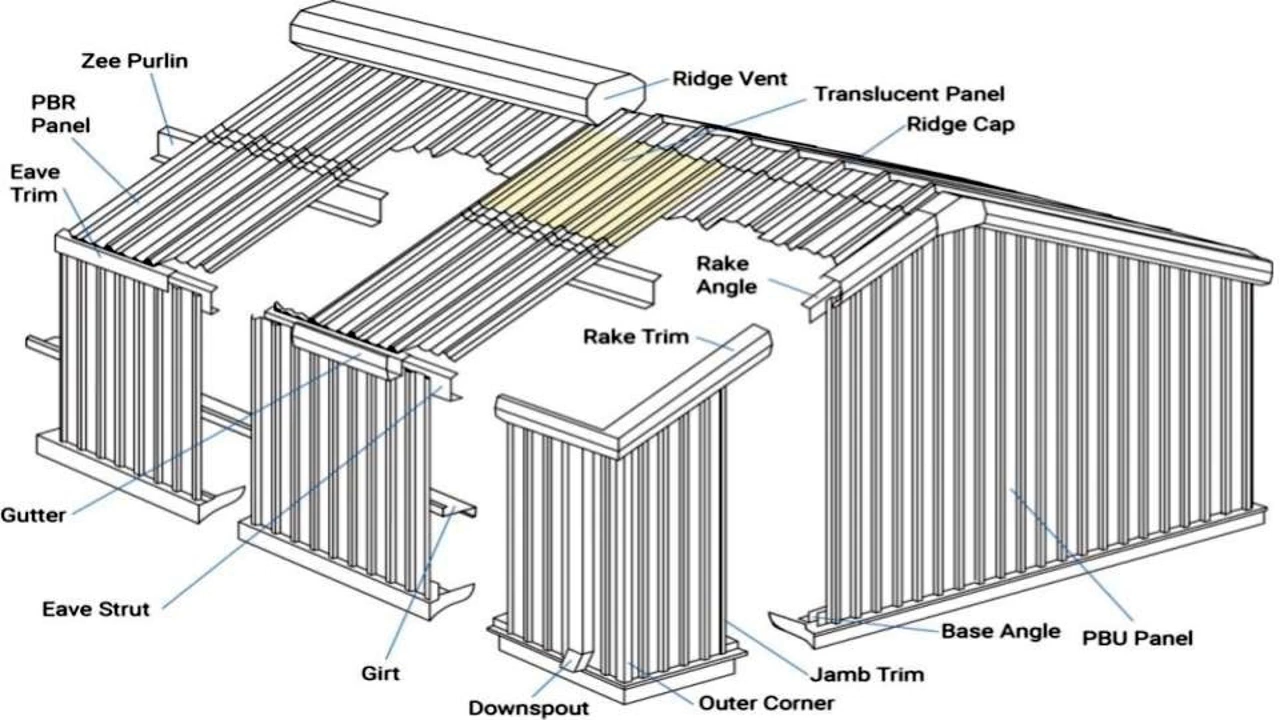 Zee Purlin
Ridge Vent
Translucent Panel
PBR
Panel
Ridge Cap
Eave
Trim
Rake
Angle
Rake Trim
Gutter
Eave Strut
Base Angle
PBU Panel
Girt
Jamb Trim
Downspout
Outer Corner